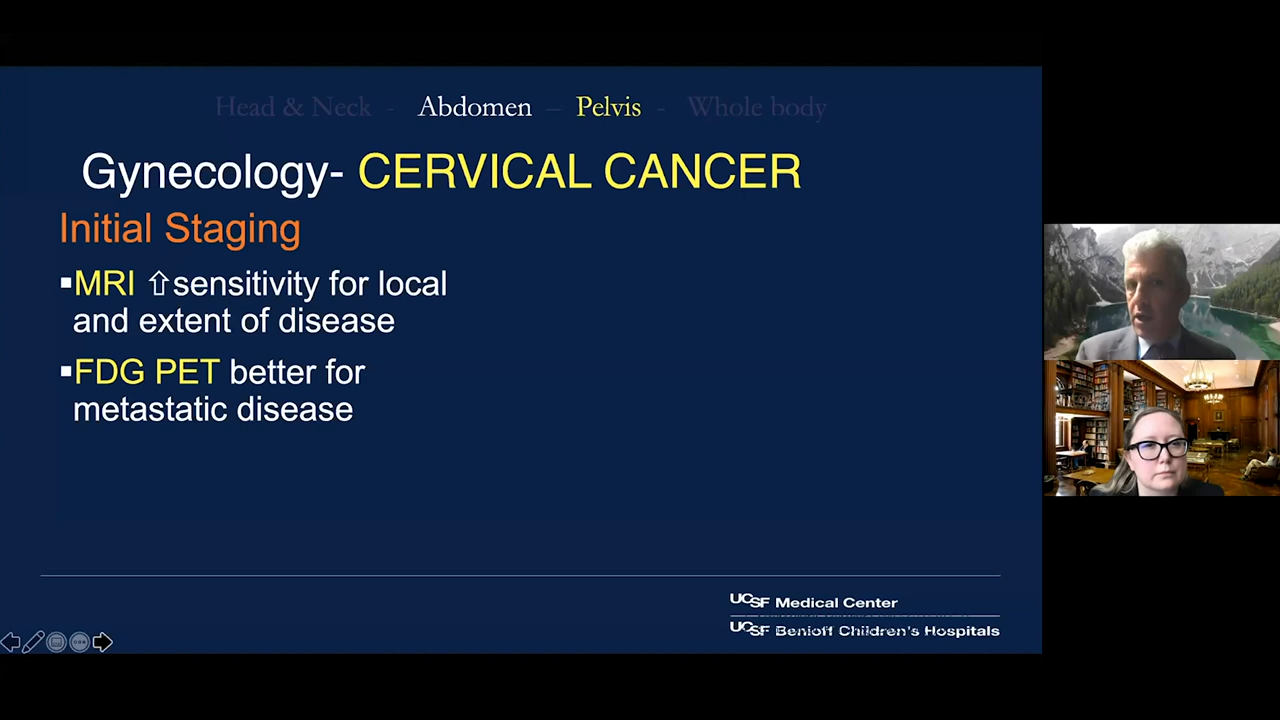 Head & Neck - Abdomen – Pelvis - Whole body
Gynecology- CERVICAL CANCER
Initial Staging
▪MRI ⇧sensitivity for local
and extent of disease
▪FDG PET better for
metastatic disease
UCSF Medical Center
UCSF Benioff Children's Hospitals